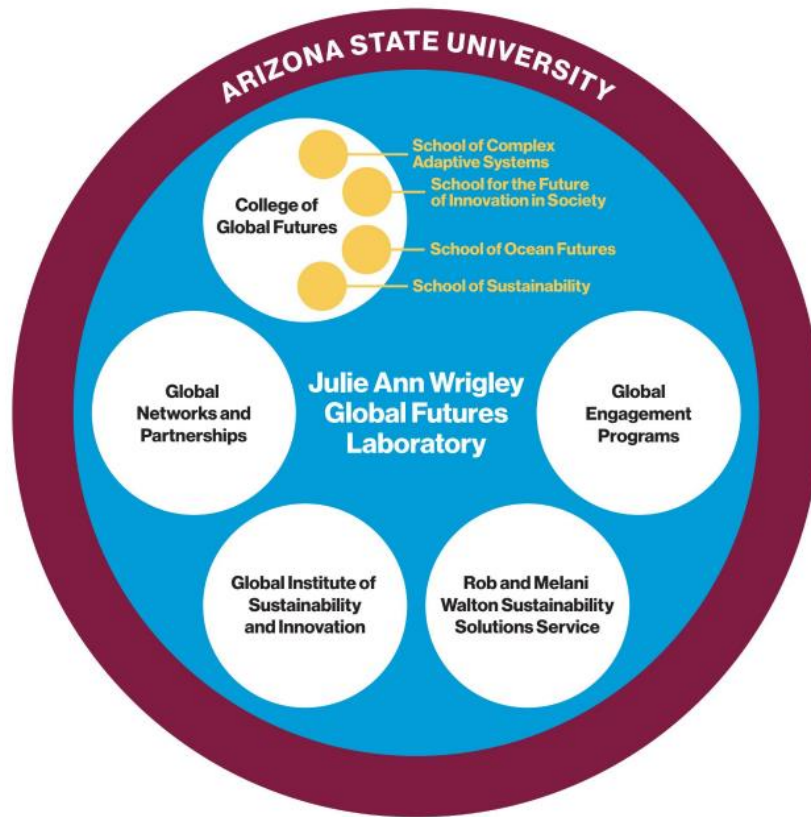 ARIZONA STATE UNIVERSITY
College of
Global Futures
School of Complex
Adaptive Systems
School for the Future
of Innovation in Society
School of Ocean Futures
School of Sustainability
Global
Networks and
Partnerships
Julie Ann Wrigley
Global Futures
Laboratory
Global
Engagement
Programs
Global Institute of
Sustainability
and Innovation
Rob and Melani
Walton Sustainability
Solutions Service